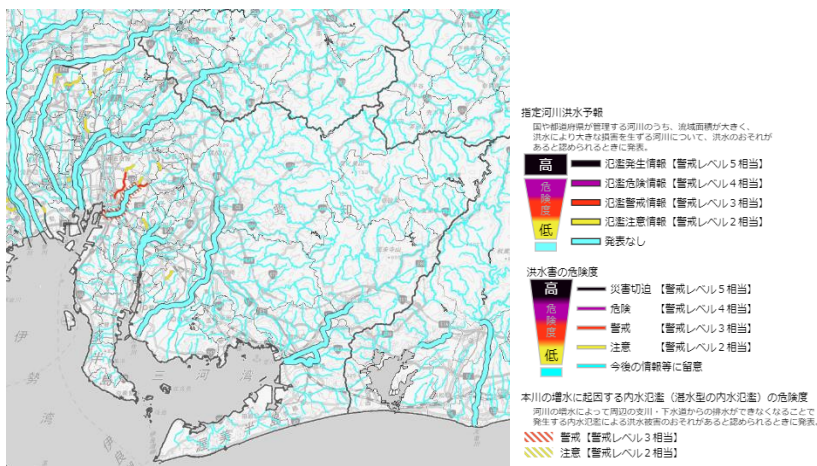 愛
知
伊
勢
湾
三
河
湾
渥
美
半
島
指定河川洪水予報
国や都道府県が管理する河川のうち、流域面積が大きく、
洪水により大きな損害を生ずる河川について、洪水のおそれが
あると認められるときに発表。
高
危
険
度
低
氾濫発生情報【警戒レベル5相当】
氾濫危険情報【警戒レベル4相当】
氾濫警戒情報【警戒レベル3相当】
氾濫注意情報【警戒レベル2相当】
発表なし
洪水害の危険度
高
危
険
度
低
災害切迫 【警戒レベル5相当】
危険 【警戒レベル4相当】
警戒 【警戒レベル3相当】
注意 【警戒レベル2相当】
今後の情報等に留意
本川の増水に起因する内水氾濫（湛水型の内水氾濫）の危険度
河川の増水によって周辺の支川・下水道からの排水ができなくなることで
発生する内水氾濫による浸水被害のおそれがあると認められるときに発表。
警戒【警戒レベル3相当】
注意【警戒レベル2相当】